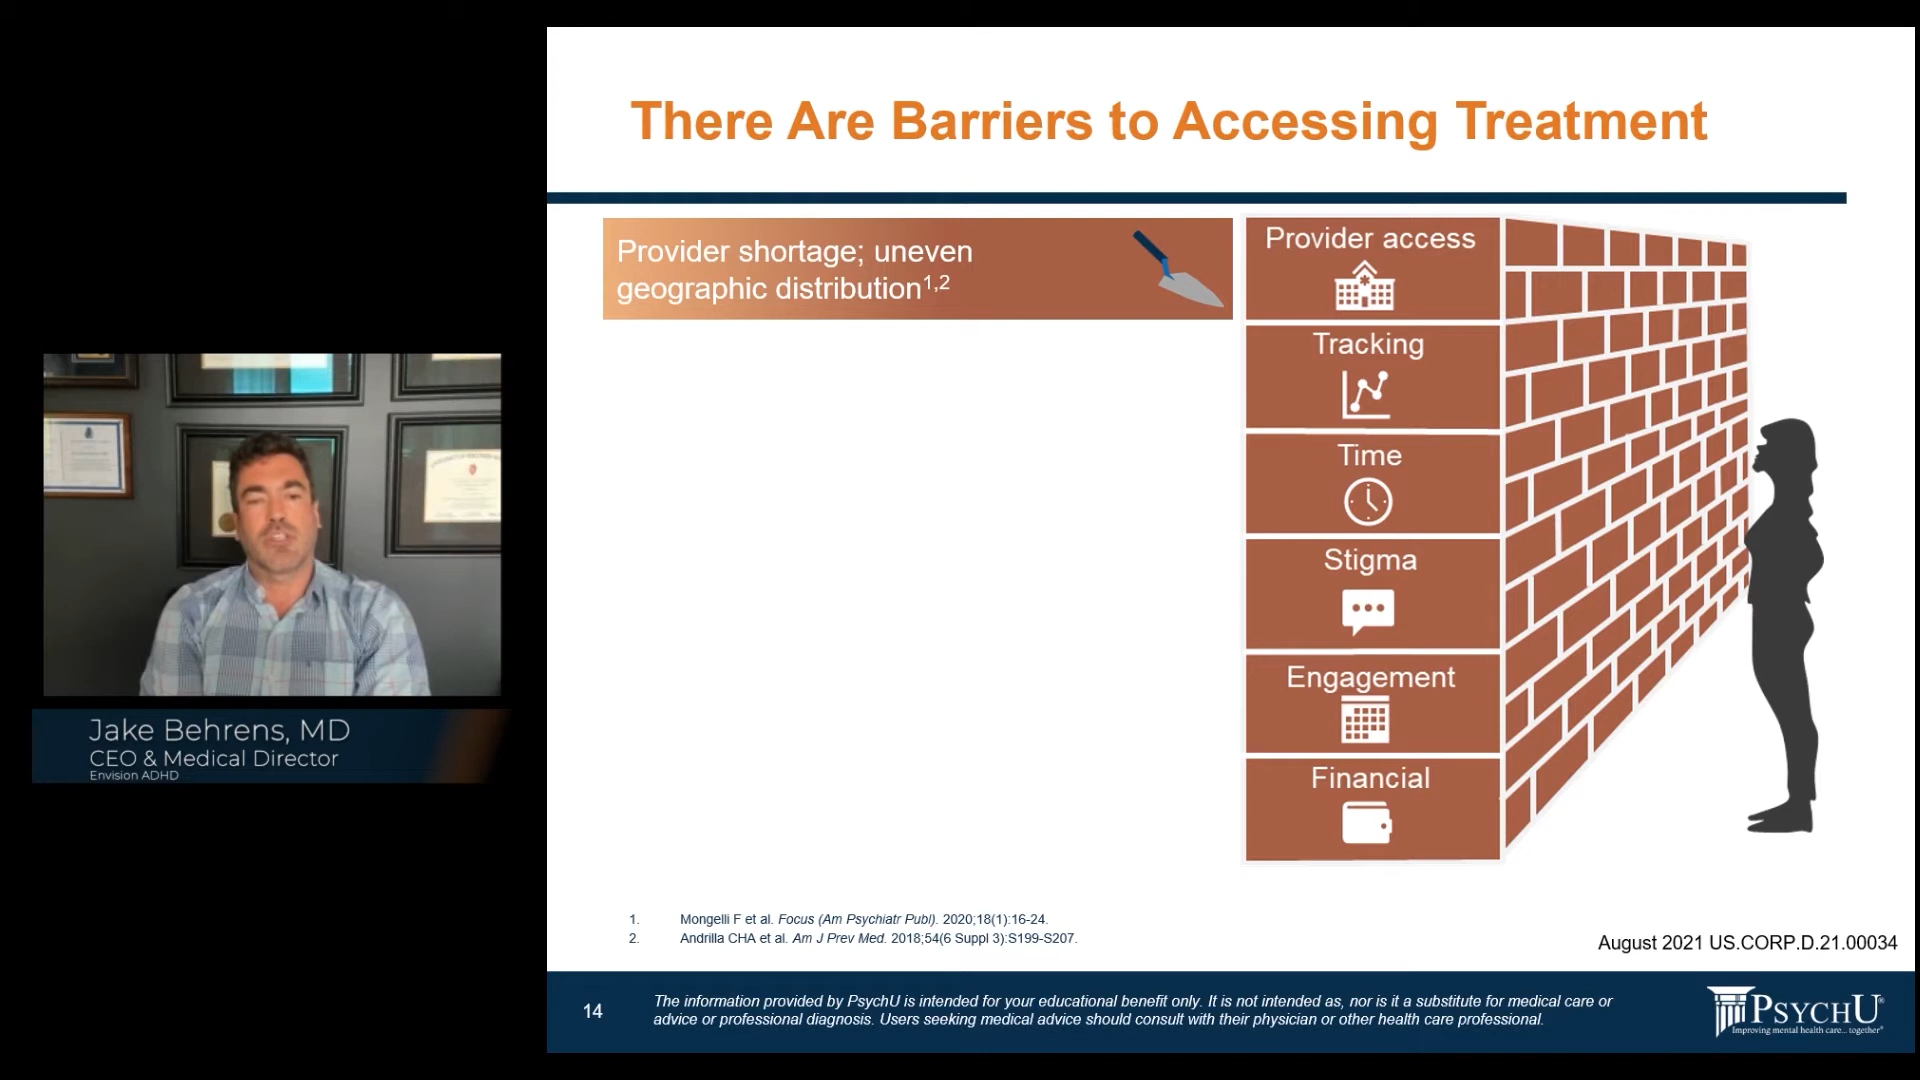 There Are Barriers to Accessing Treatment
Provider shortage; uneven
geographic distribution1,2
Provider access
Tracking
Time
Stigma
Engagement
Financial
Jake Behrens, MD
CEO & Medical Director
Envision ADHD
1. Mongelli F et al. Focus (Am Psychiatr Publ). 2020;18(1):16-24.
2. Andrilla CHA et al. Am J Prev Med. 2018;54(6 Suppl 3):S199-S207.
August 2021 US.CORP.D.21.00034
14
The information provided by PsychU is intended for your educational benefit only. It is not intended as, nor is it a substitute for medical care or
advice or professional diagnosis. Users seeking medical advice should consult with their physician or other health care professional.
PSYCHU®
Improving mental health care... together®